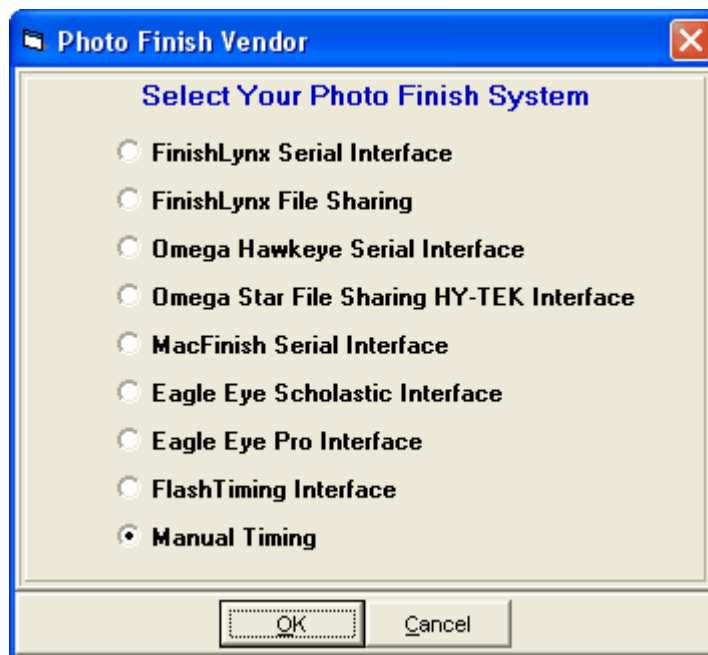 Photo Finish Vendor
Select Your Photo Finish System
FinishLynx Serial Interface
FinishLynx File Sharing
Omega Hawkeye Serial Interface
Omega Star File Sharing HY-TEK Interface
MacFinish Serial Interface
Eagle Eye Scholastic Interface
Eagle Eye Pro Interface
FlashTiming Interface
Manual Timing
OK Cancel